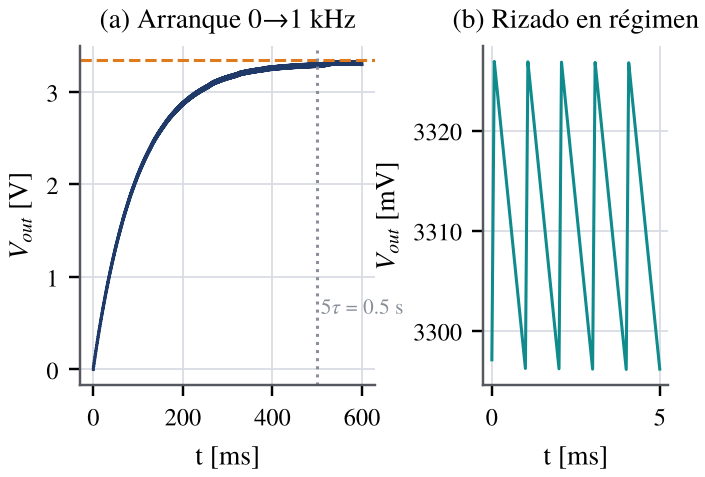 (a) Arranque 0→1 kHz
V_out [V]
3
2
1
0
5τ = 0.5 s
0 200 400 600
t [ms]
(b) Rizado en régimen
V_out [mV]
3320
3310
3300
0 5
t [ms]